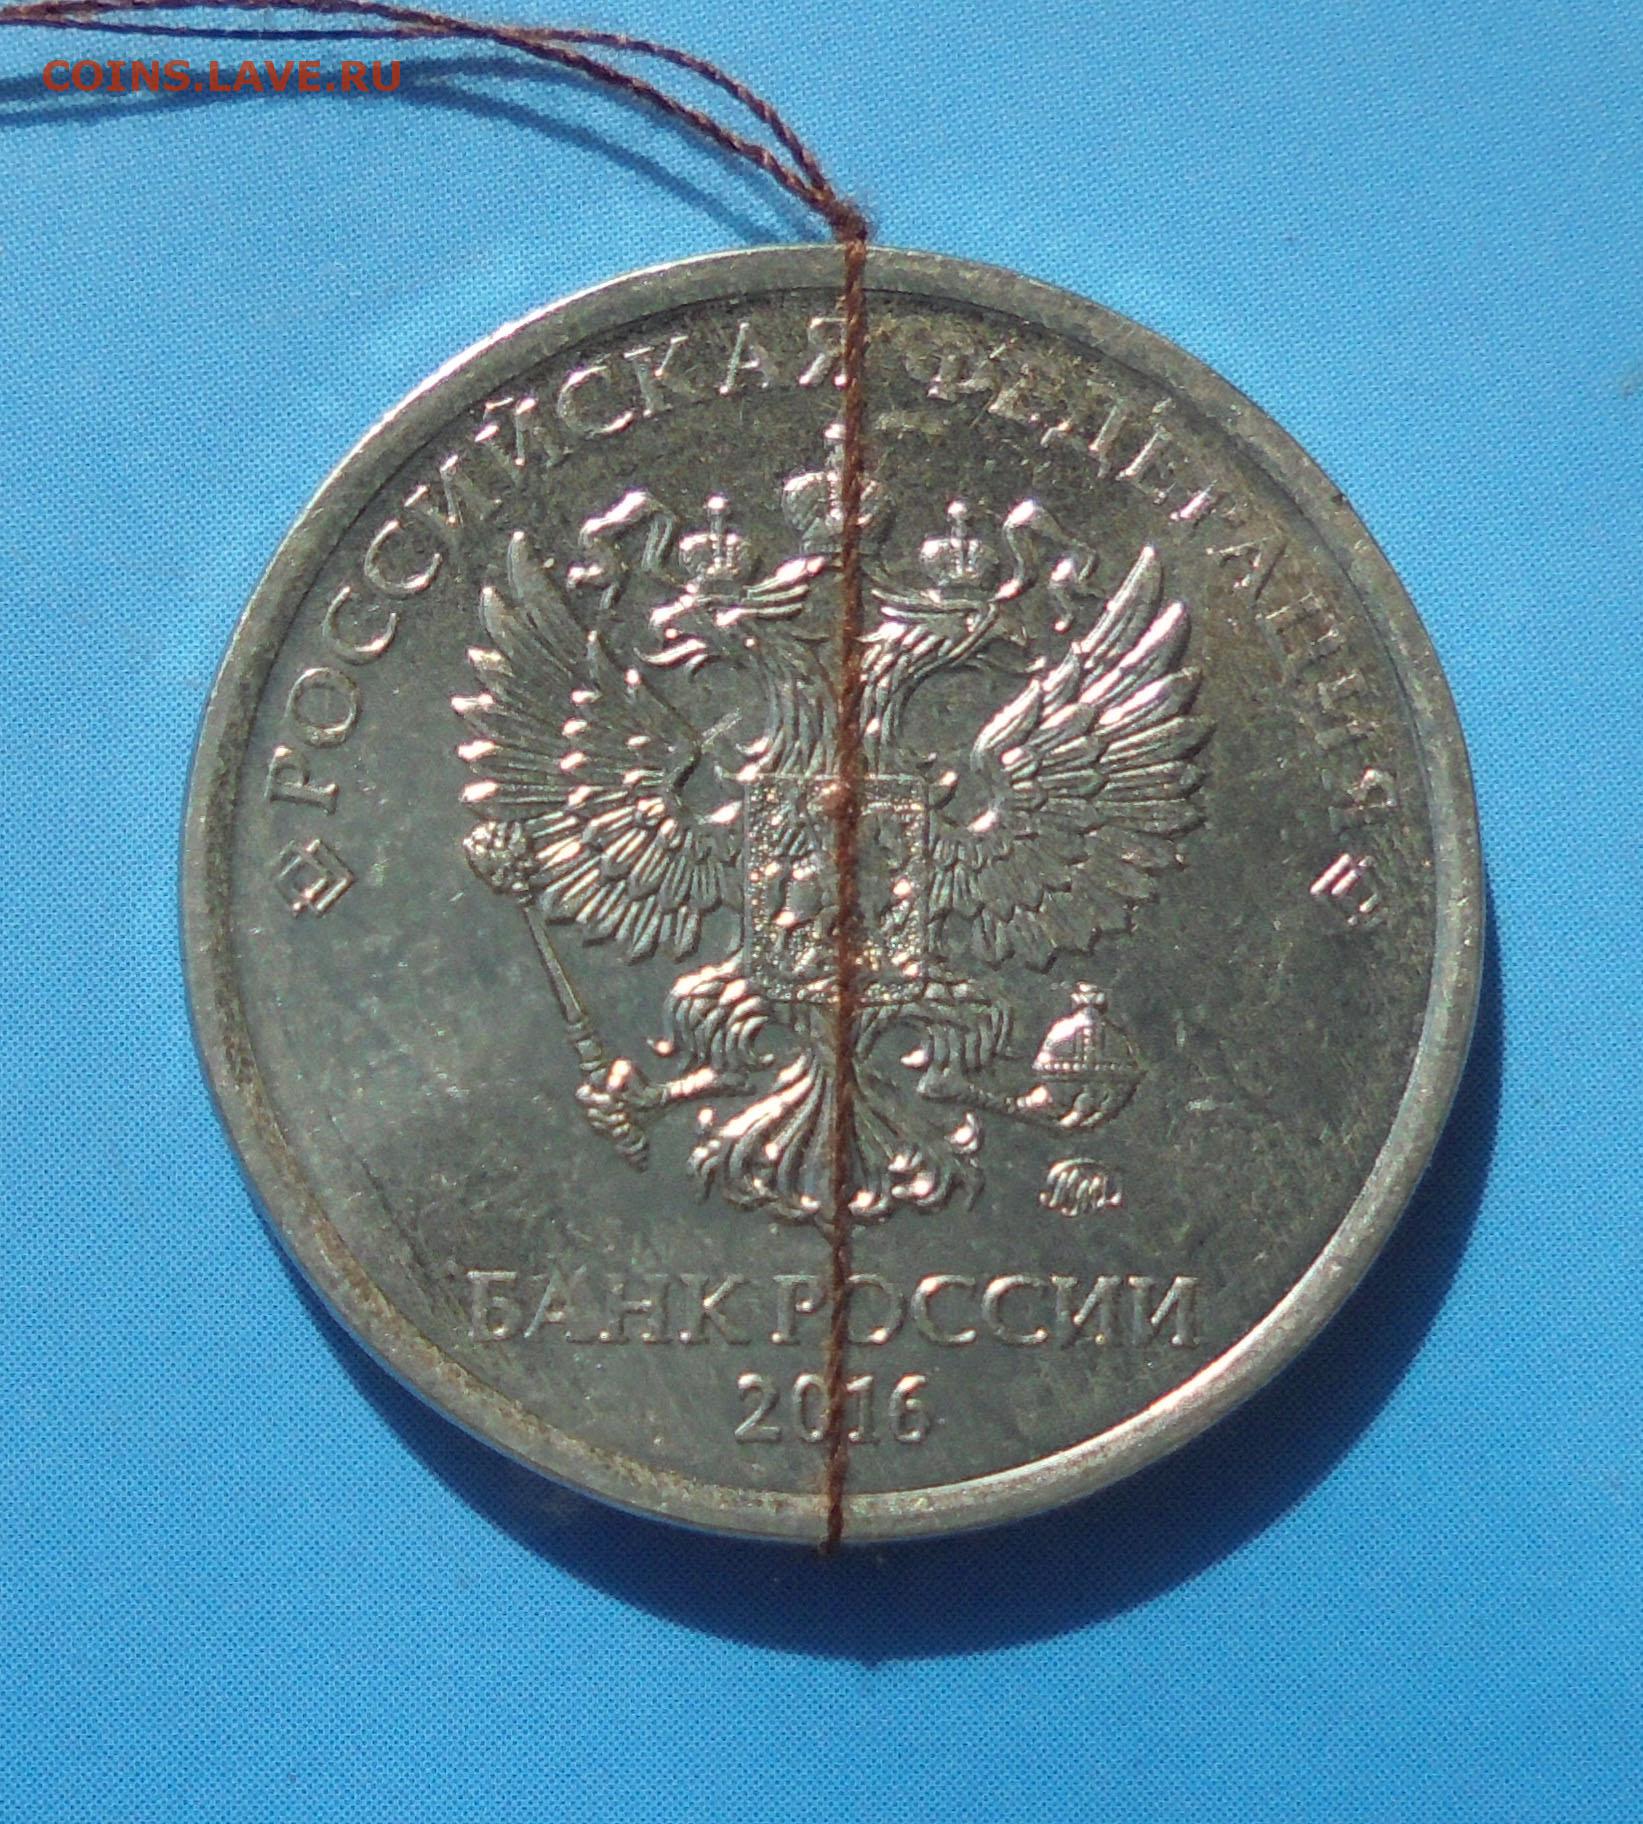 COINS.LAVE.RU
РОССИЙСКАЯ ФЕДЕРАЦИЯ
БАНК РОССИИ
2016